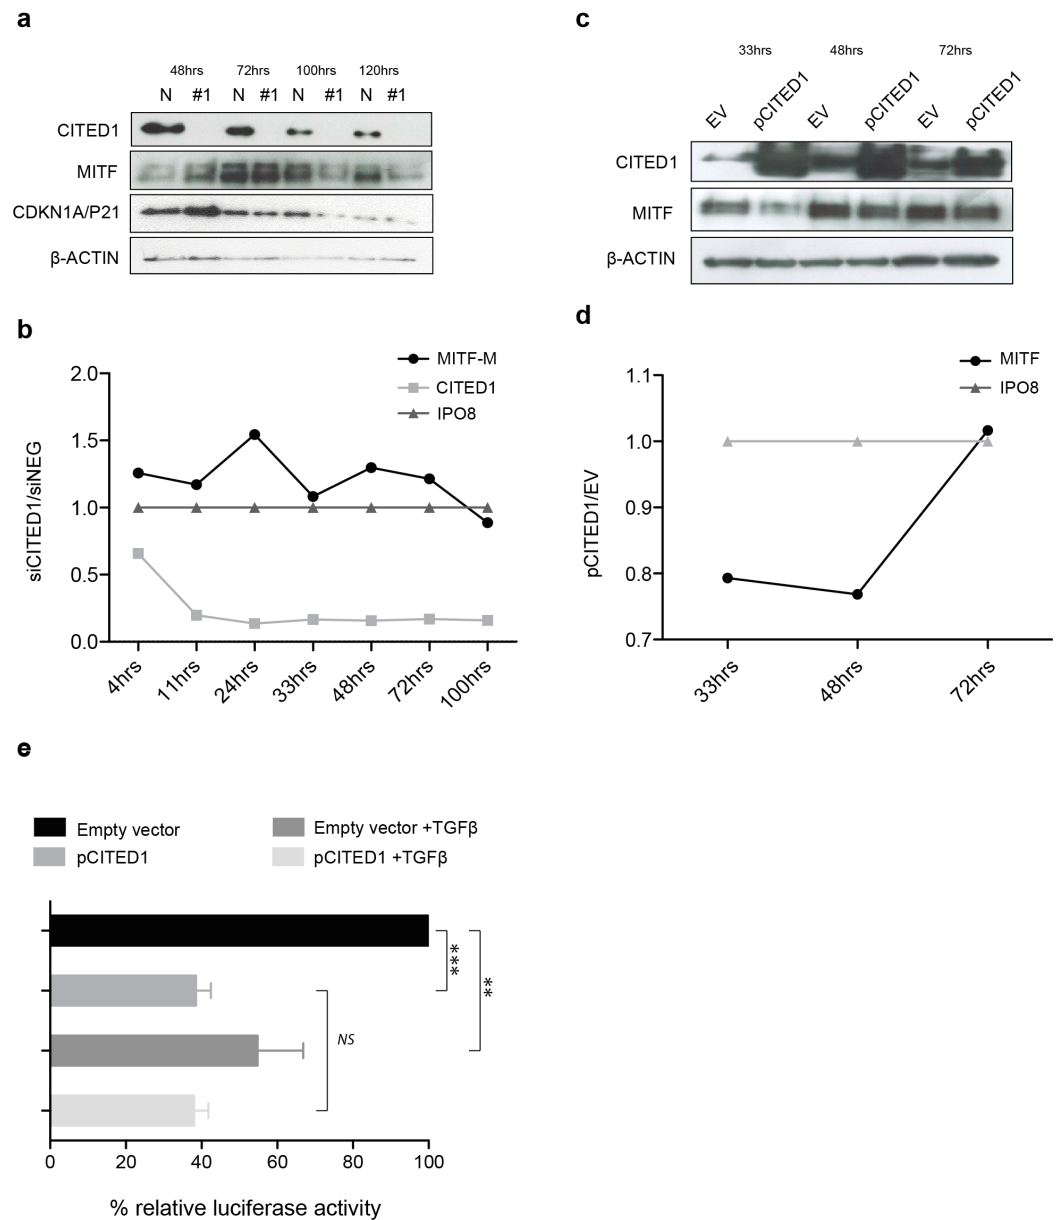 a
48hrs 72hrs 100hrs 120hrs
N #1 N #1 N #1 N #1
CITED1
MITF
CDKN1A/P21
β-ACTIN
c
33hrs 48hrs 72hrs
EV pCITED1 EV pCITED1 EV pCITED1
CITED1
MITF
β-ACTIN
b
MITF-M
CITED1
IPO8
siCITED1/siNEG
2.0
1.5
1.0
0.5
0.0
4hrs 11hrs 24hrs 33hrs 48hrs 72hrs 100hrs
d
MITF
IPO8
pCITED1/EV
1.1
1.0
0.9
0.8
0.7
33hrs 48hrs 72hrs
e
Empty vector Empty vector +TGFβ
pCITED1 pCITED1 +TGFβ
***
**
NS
0 20 40 60 80 100
% relative luciferase activity